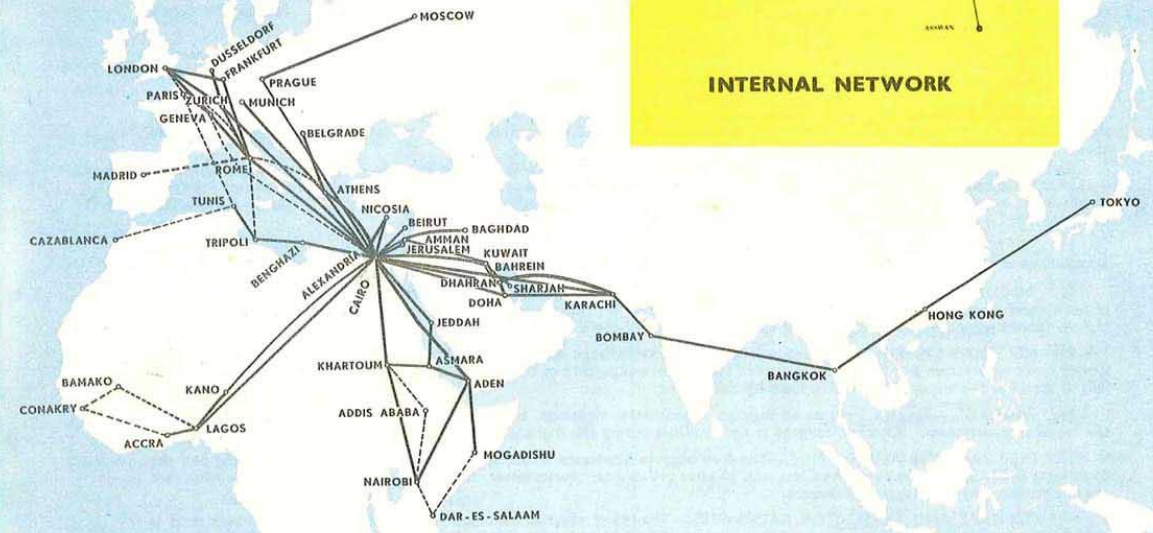 MOSCOW
ASSWAN
INTERNAL NETWORK
DUSSELDORF
FRANKFURT
LONDON
PRAGUE
PARIS
ZURICH
MUNICH
GENEVA
BELGRADE
MADRID
ROME
ATHENS
TUNIS
NICOSIA
TOKYO
BEIRUT
BAGHDAD
CAZABLANCA
TRIPOLI
AMMAN
JERUSALEM
BENGHAZI
KUWAIT
ALEXANDRIA
BAHREIN
CAIRO
DHAHRAN
SHARJAH
DOHA
KARACHI
HONG KONG
JEDDAH
BOMBAY
KHARTOUM
ASMARA
BANGKOK
BAMAKO
KANO
ADEN
CONAKRY
ADDIS ABABA
LAGOS
ACCRA
MOGADISHU
NAIROBI
DAR-ES-SALAAM